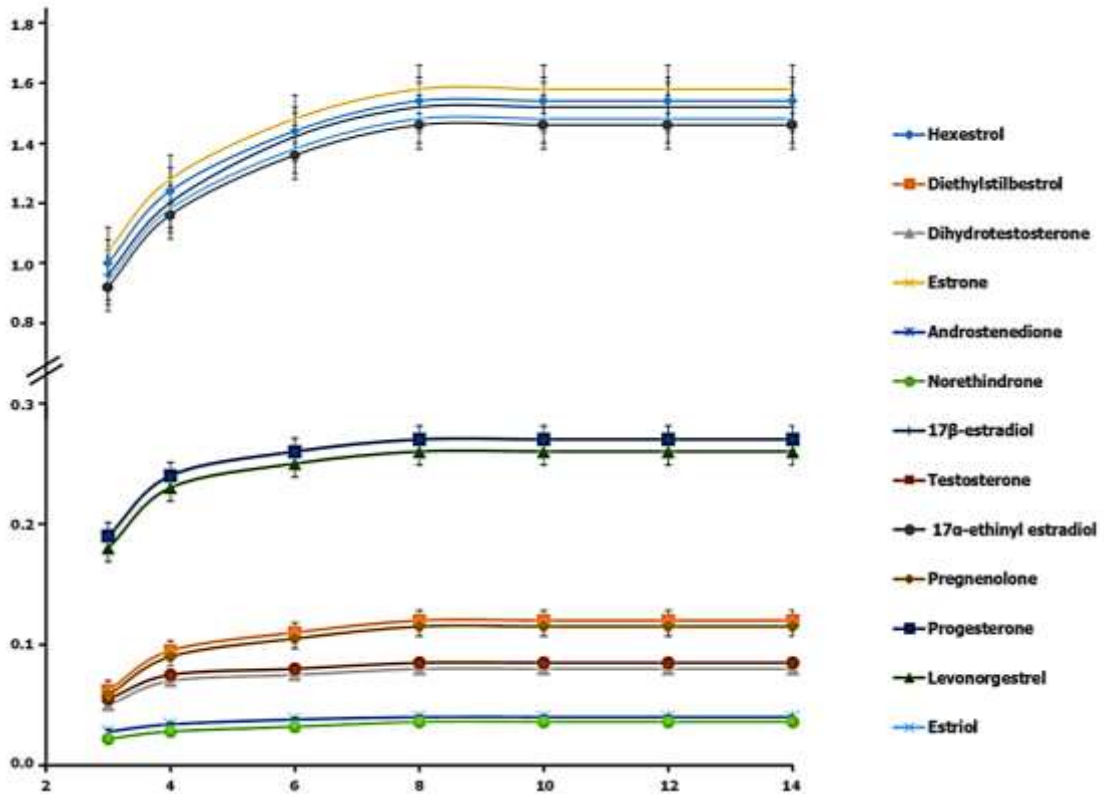 1.8
1.6
1.4
1.2
1.0
0.8
0.3
0.2
0.1
0.0
2 4 6 8 10 12 14
Hexestrol
Diethylstilbestrol
Dihydrotestosterone
Estrone
Androstenedione
Norethindrone
17β-estradiol
Testosterone
17α-ethinyl estradiol
Pregnenolone
Progesterone
Levonorgestrel
Estriol